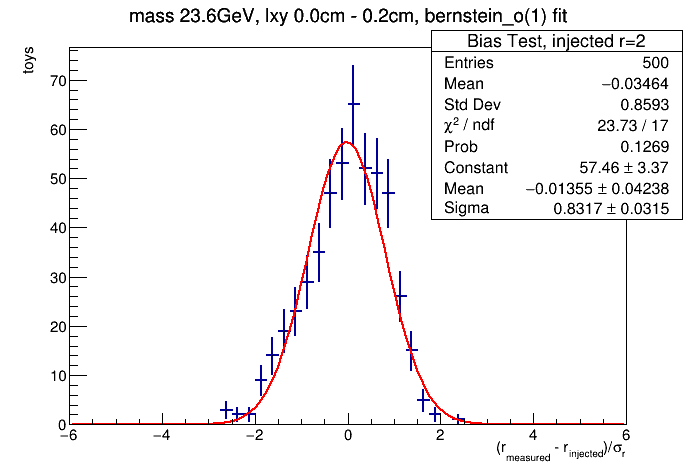 mass 23.6GeV, lxy 0.0cm - 0.2cm, bernstein_o(1) fit
Bias Test, injected r=2
Entries 500
Mean −0.03464
Std Dev 0.8593
χ² / ndf 23.73 / 17
Prob 0.1269
Constant 57.46 ± 3.37
Mean −0.01355 ± 0.04238
Sigma 0.8317 ± 0.0315
toys
70
60
50
40
30
20
10
0
−6 −4 −2 0 2 4 6
(r_measured - r_injected)/σ_r